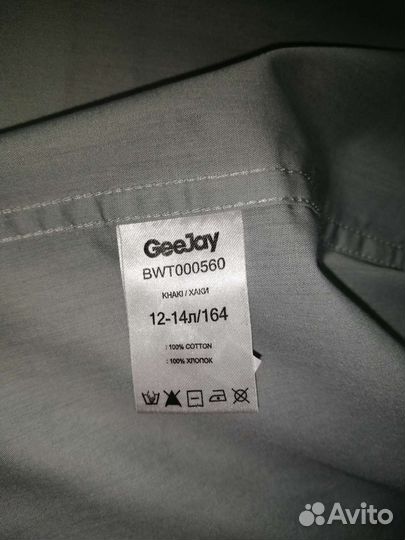 GeeJay
BWT000560
KHAKI / ХАКИ
12-14л/164
: 100% COTTON
: 100% ХЛОПОК
Avito